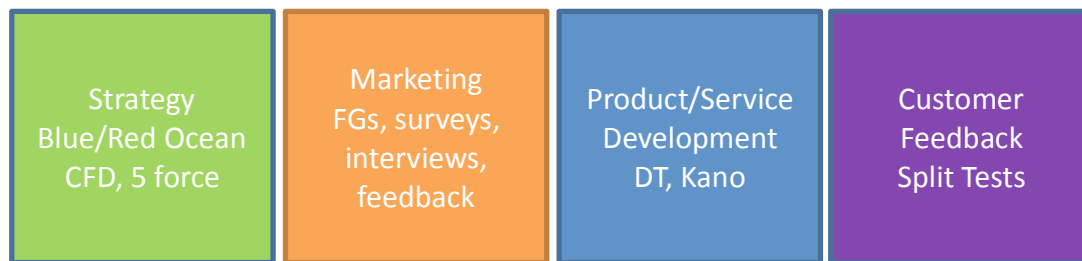 Strategy
Blue/Red Ocean
CFD, 5 force
Marketing
FGs, surveys,
interviews,
feedback
Product/Service
Development
DT, Kano
Customer
Feedback
Split Tests